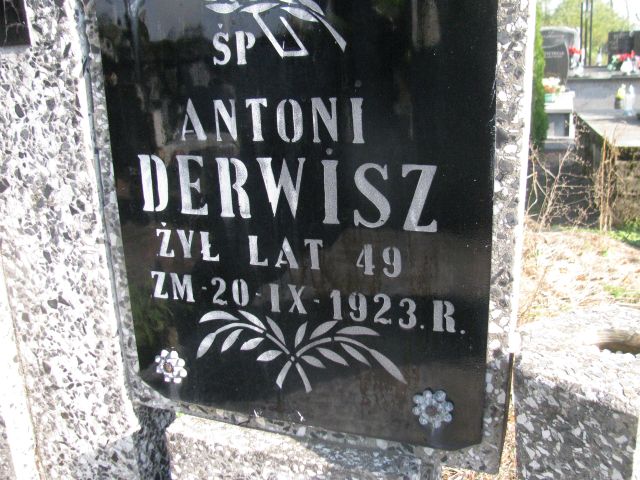 ŚP
ANTONI
DERWISZ
ŻYŁ LAT 49
ZM-20-IX-1923.R.